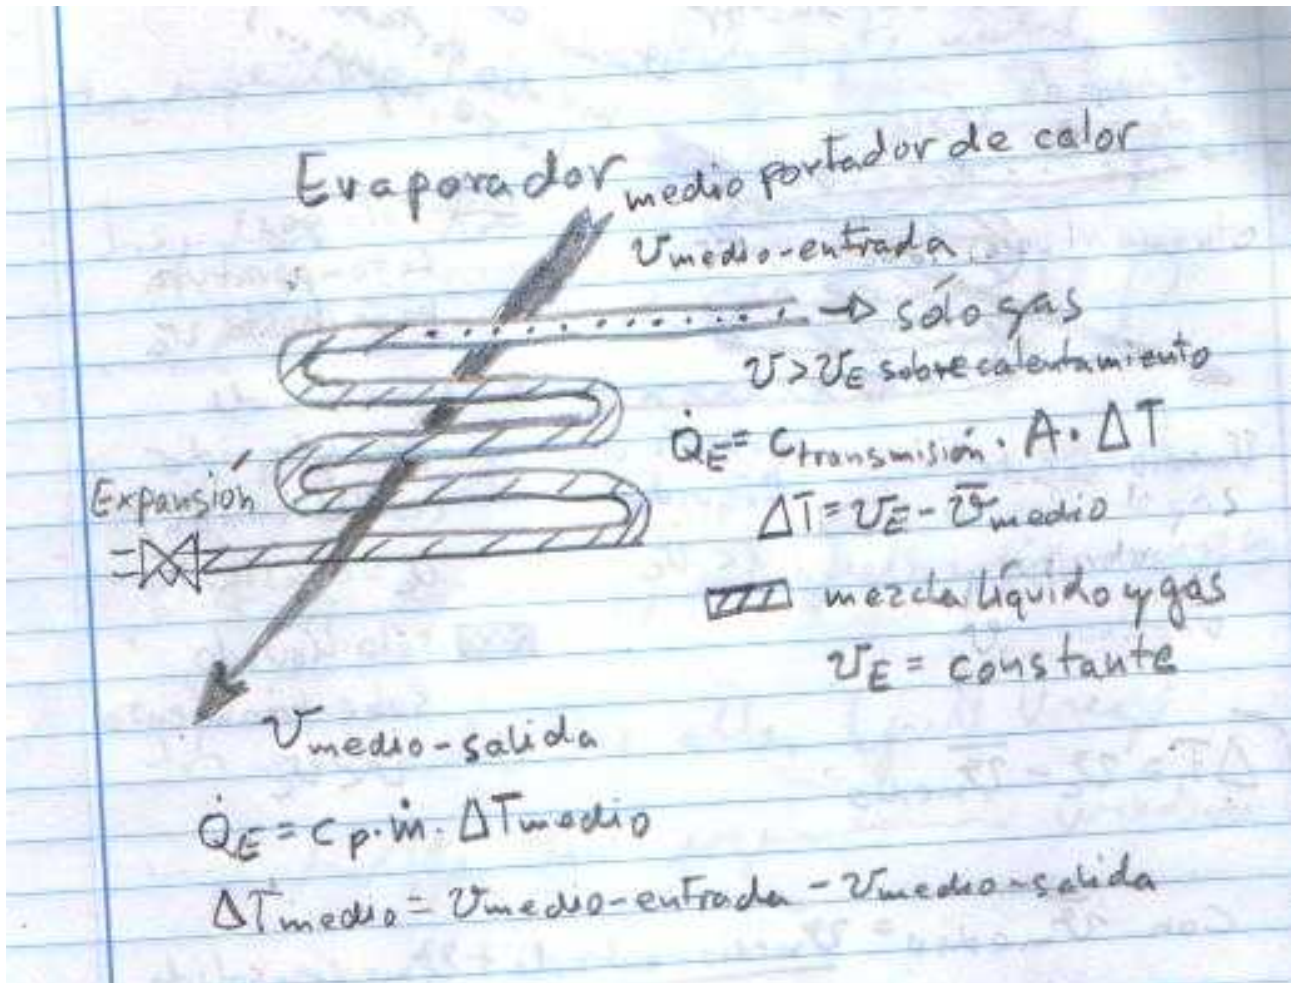 Evaporador
medio portador de calor
ϑmedio-entrada
sólo gas
ϑ>ϑE sobrecalentamiento
Q̇E = Ctransmisión · A · ΔT
Expansión
ΔT = ϑE - ϑ̄medio
mezcla líquido y gas
ϑE = constante
ϑmedio-salida
Q̇E = cp · ṁ · ΔTmedio
ΔTmedio = ϑmedio-entrada - ϑmedio-salida